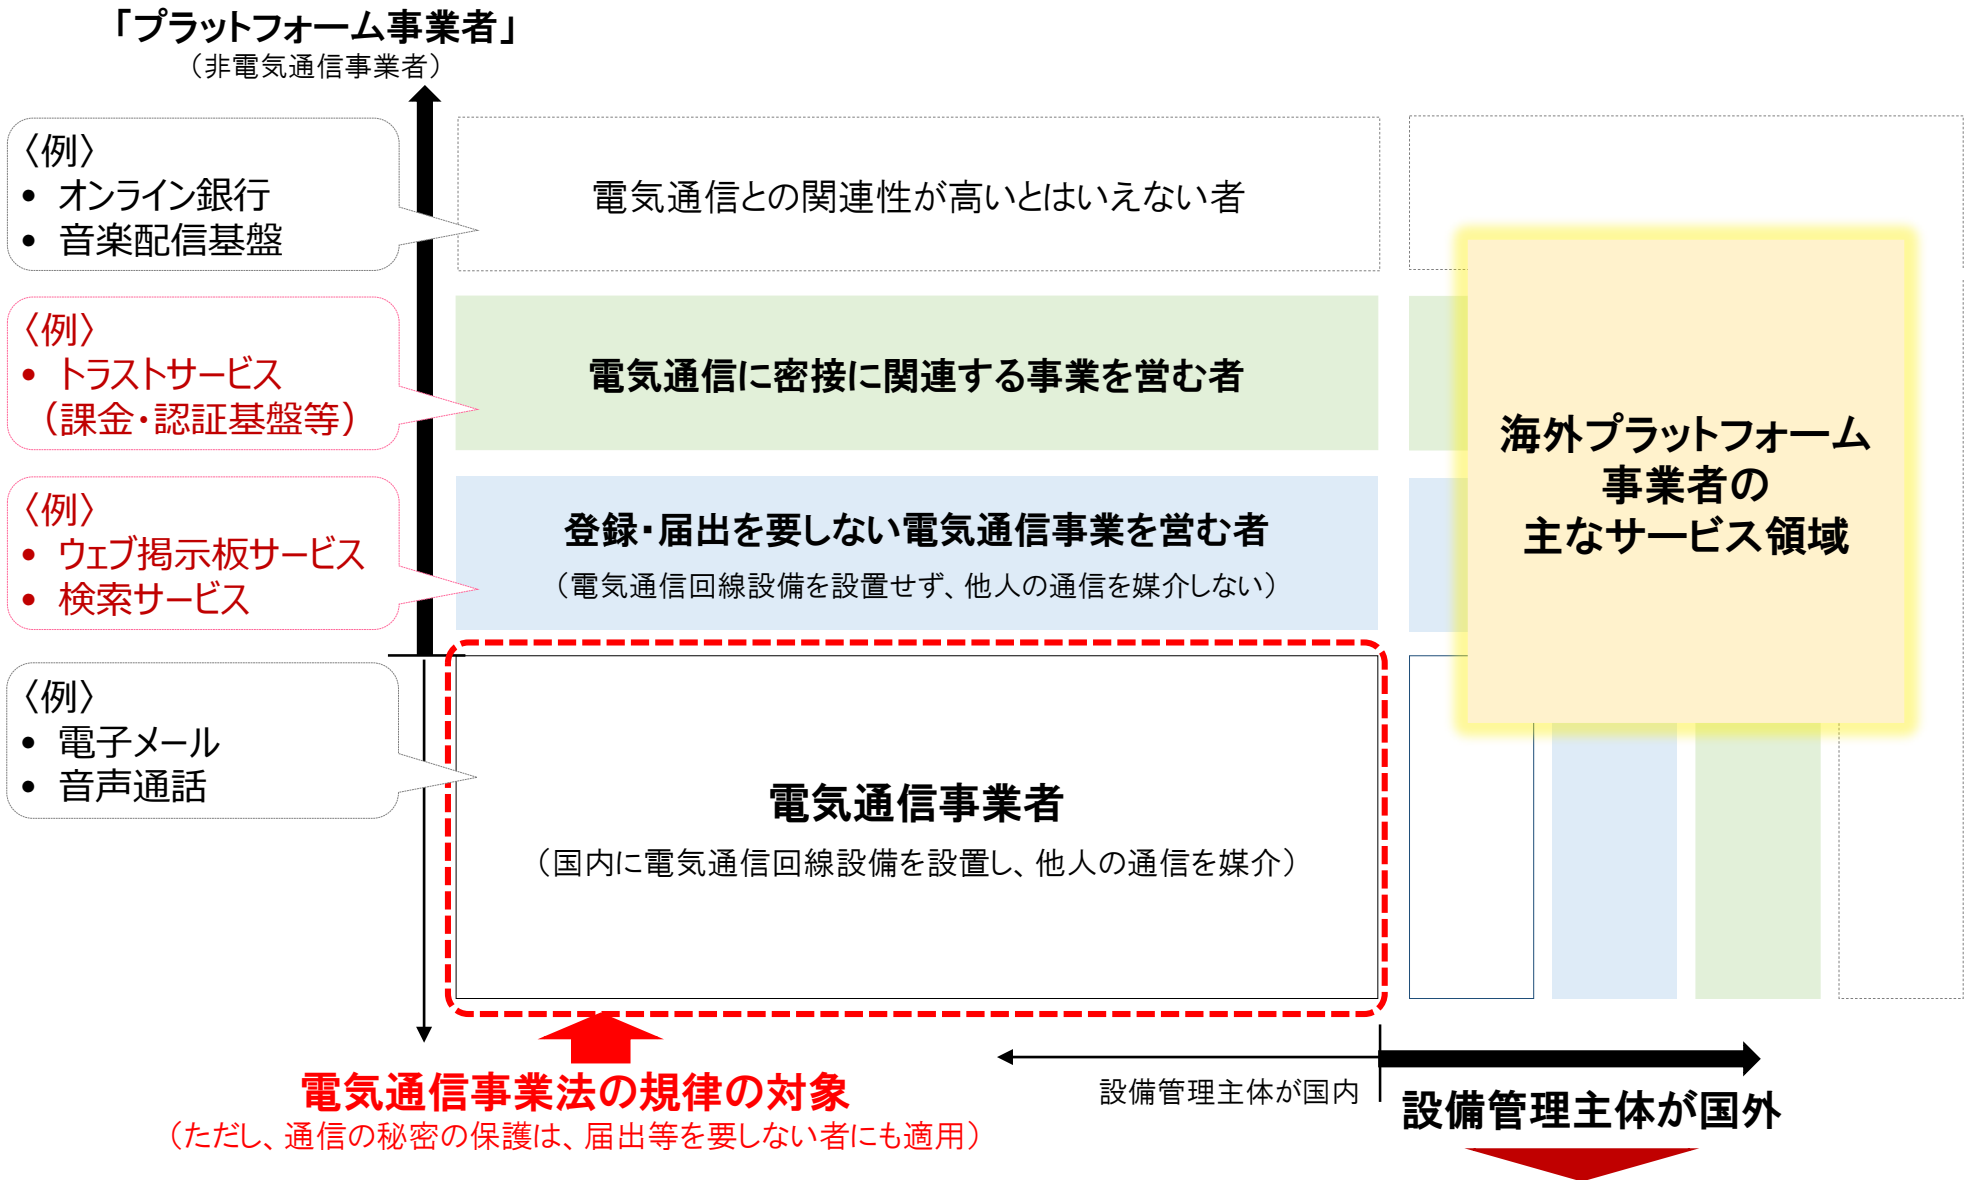 「プラットフォーム事業者」
（非電気通信事業者）
〈例〉
• オンライン銀行
• 音楽配信基盤
電気通信との関連性が高いとはいえない者
〈例〉
• トラストサービス
（課金・認証基盤等）
電気通信に密接に関連する事業を営む者
〈例〉
• ウェブ掲示板サービス
• 検索サービス
登録・届出を要しない電気通信事業を営む者
（電気通信回線設備を設置せず、他人の通信を媒介しない）
海外プラットフォーム
事業者の
主なサービス領域
〈例〉
• 電子メール
• 音声通話
電気通信事業者
（国内に電気通信回線設備を設置し、他人の通信を媒介）
電気通信事業法の規律の対象
（ただし、通信の秘密の保護は、届出等を要しない者にも適用）
設備管理主体が国内
設備管理主体が国外